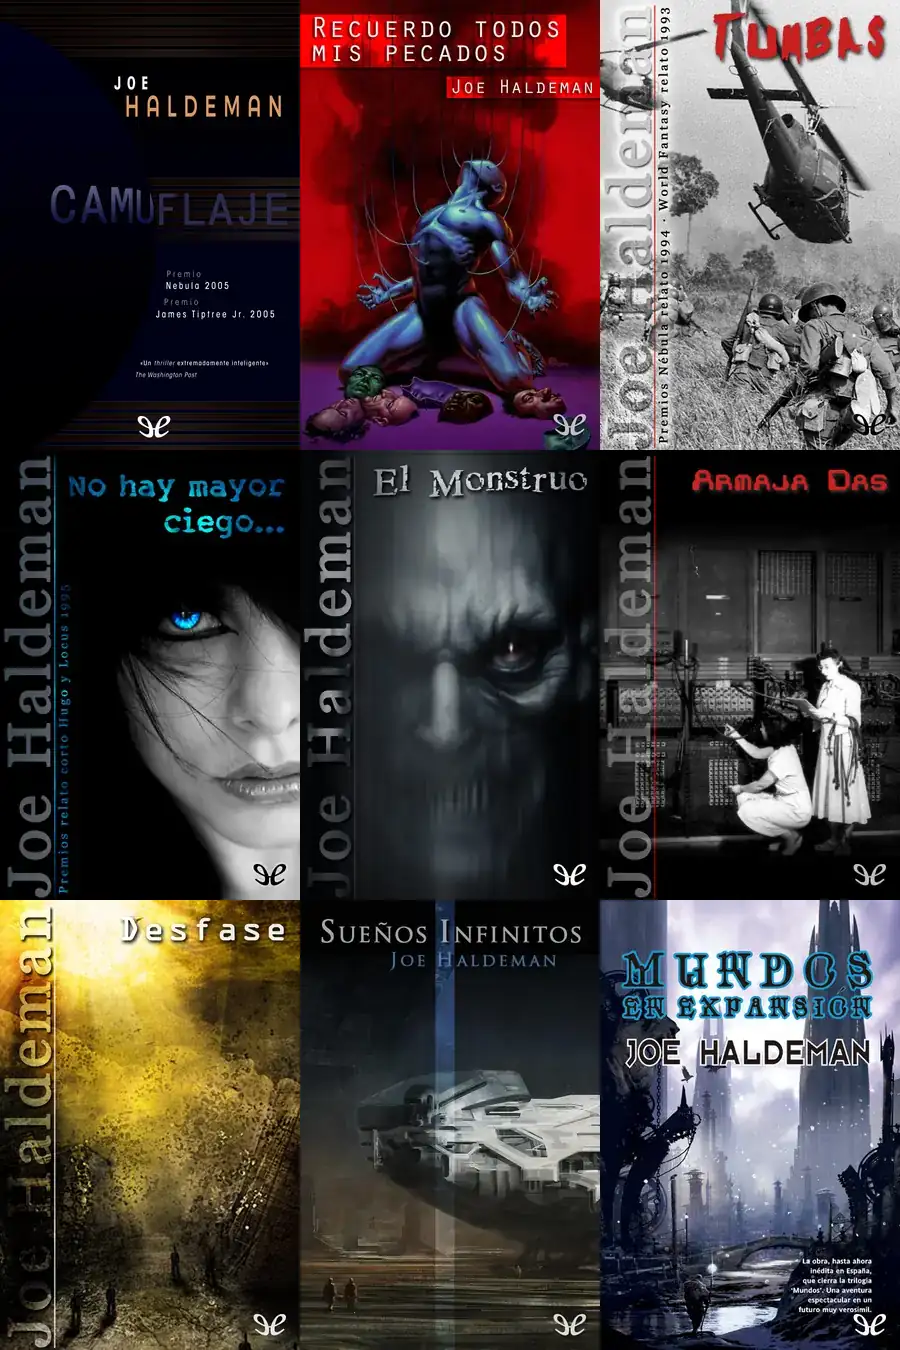 JOE
HALDEMAN
CAMUFLAJE
Premio
Nebula 2005
Premio
James Tiptree Jr. 2005
«Un thriller extremadamente inteligente»
The Washington Post
RECUERDO TODOS
MIS PECADOS
JOE HALDEMAN
TUMBAS
Joe Haldeman
Premios Nébula relato 1994 · World Fantasy relato 1993
No hay mayor
ciego...
Joe Haldeman
Premios relato corto Hugo y Locus 1995
El Monstruo
Joe Haldeman
ARMAJA DAS
Joe Haldeman
Desfase
Joe Haldeman
SUEÑOS INFINITOS
JOE HALDEMAN
MUNDOS
EN EXPANSIÓN
JOE HALDEMAN
La obra, hasta ahora
inédita en España,
que cierra la trilogía
'Mundos'. Una aventura
espectacular en un
futuro muy verosímil.